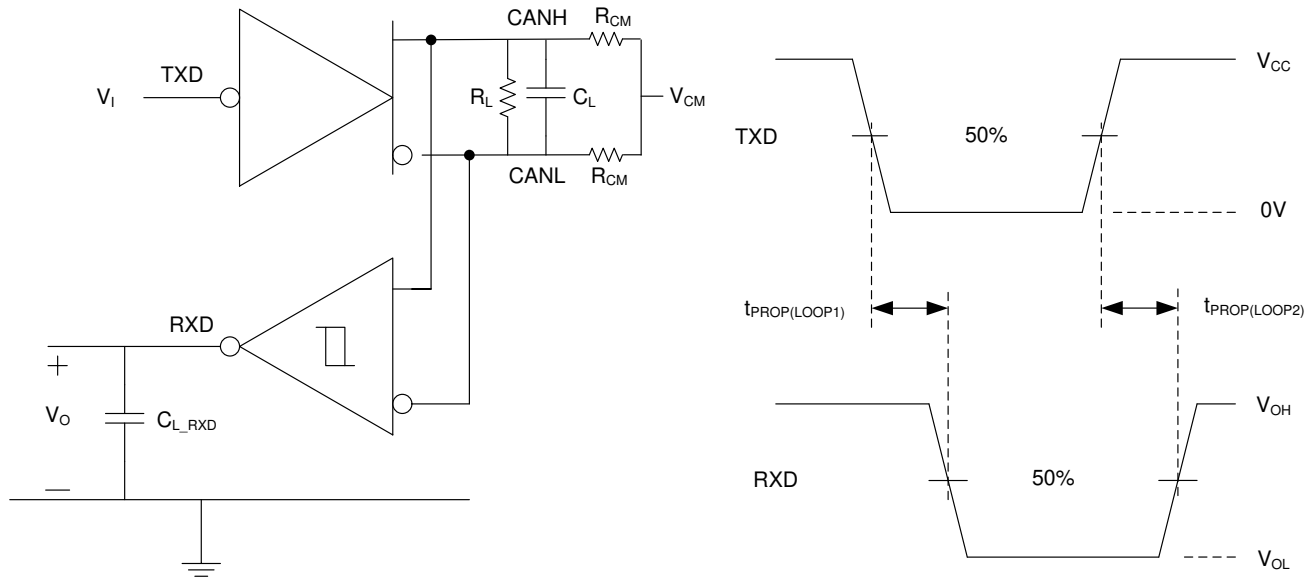 CANH
R_CM
TXD
V_I
R_L
C_L
V_CM
CANL
R_CM
RXD
+
V_O
C_L_RXD
—
V_CC
TXD
50%
0V
t_PROP(LOOP1)
t_PROP(LOOP2)
V_OH
RXD
50%
V_OL